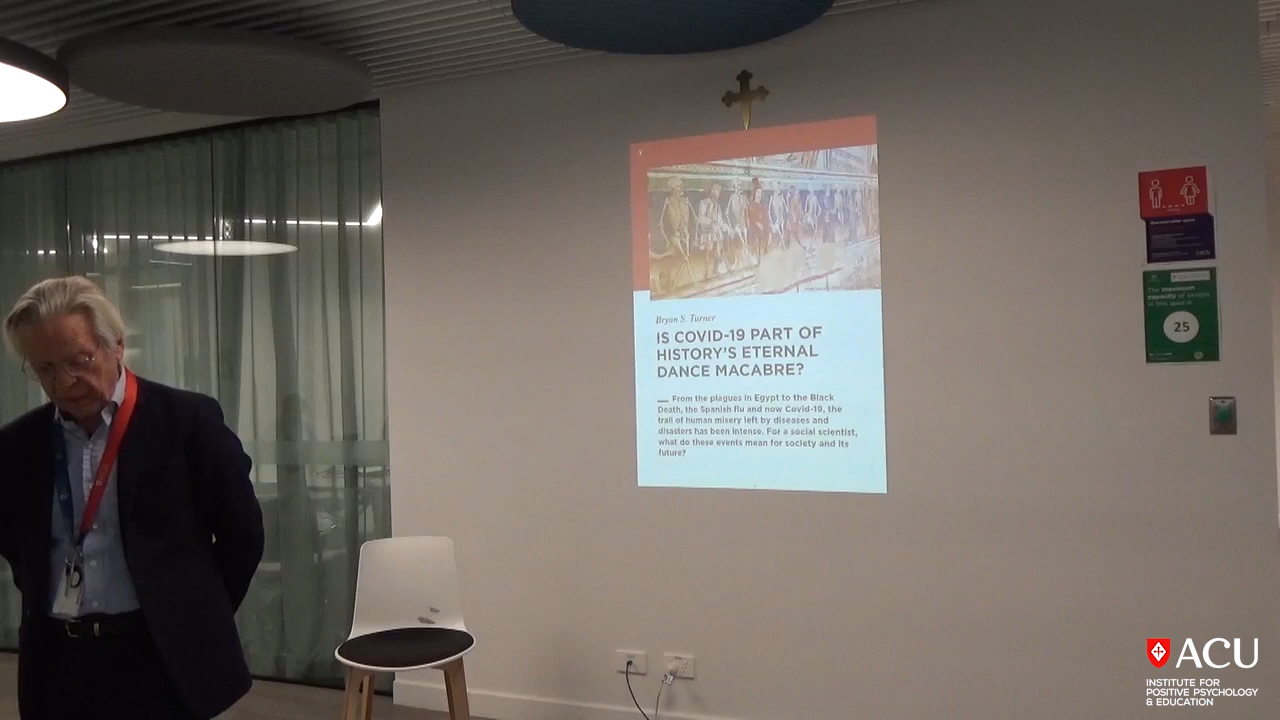 Bryan S. Turner
IS COVID-19 PART OF
HISTORY'S ETERNAL
DANCE MACABRE?
— From the plagues in Egypt to the Black
Death, the Spanish flu and now Covid-19, the
trail of human misery left by diseases and
disasters has been intense. For a social scientist,
what do these events mean for society and its
future?
The maximum
capacity of
in this space is
25
ACU
INSTITUTE FOR
POSITIVE PSYCHOLOGY
& EDUCATION